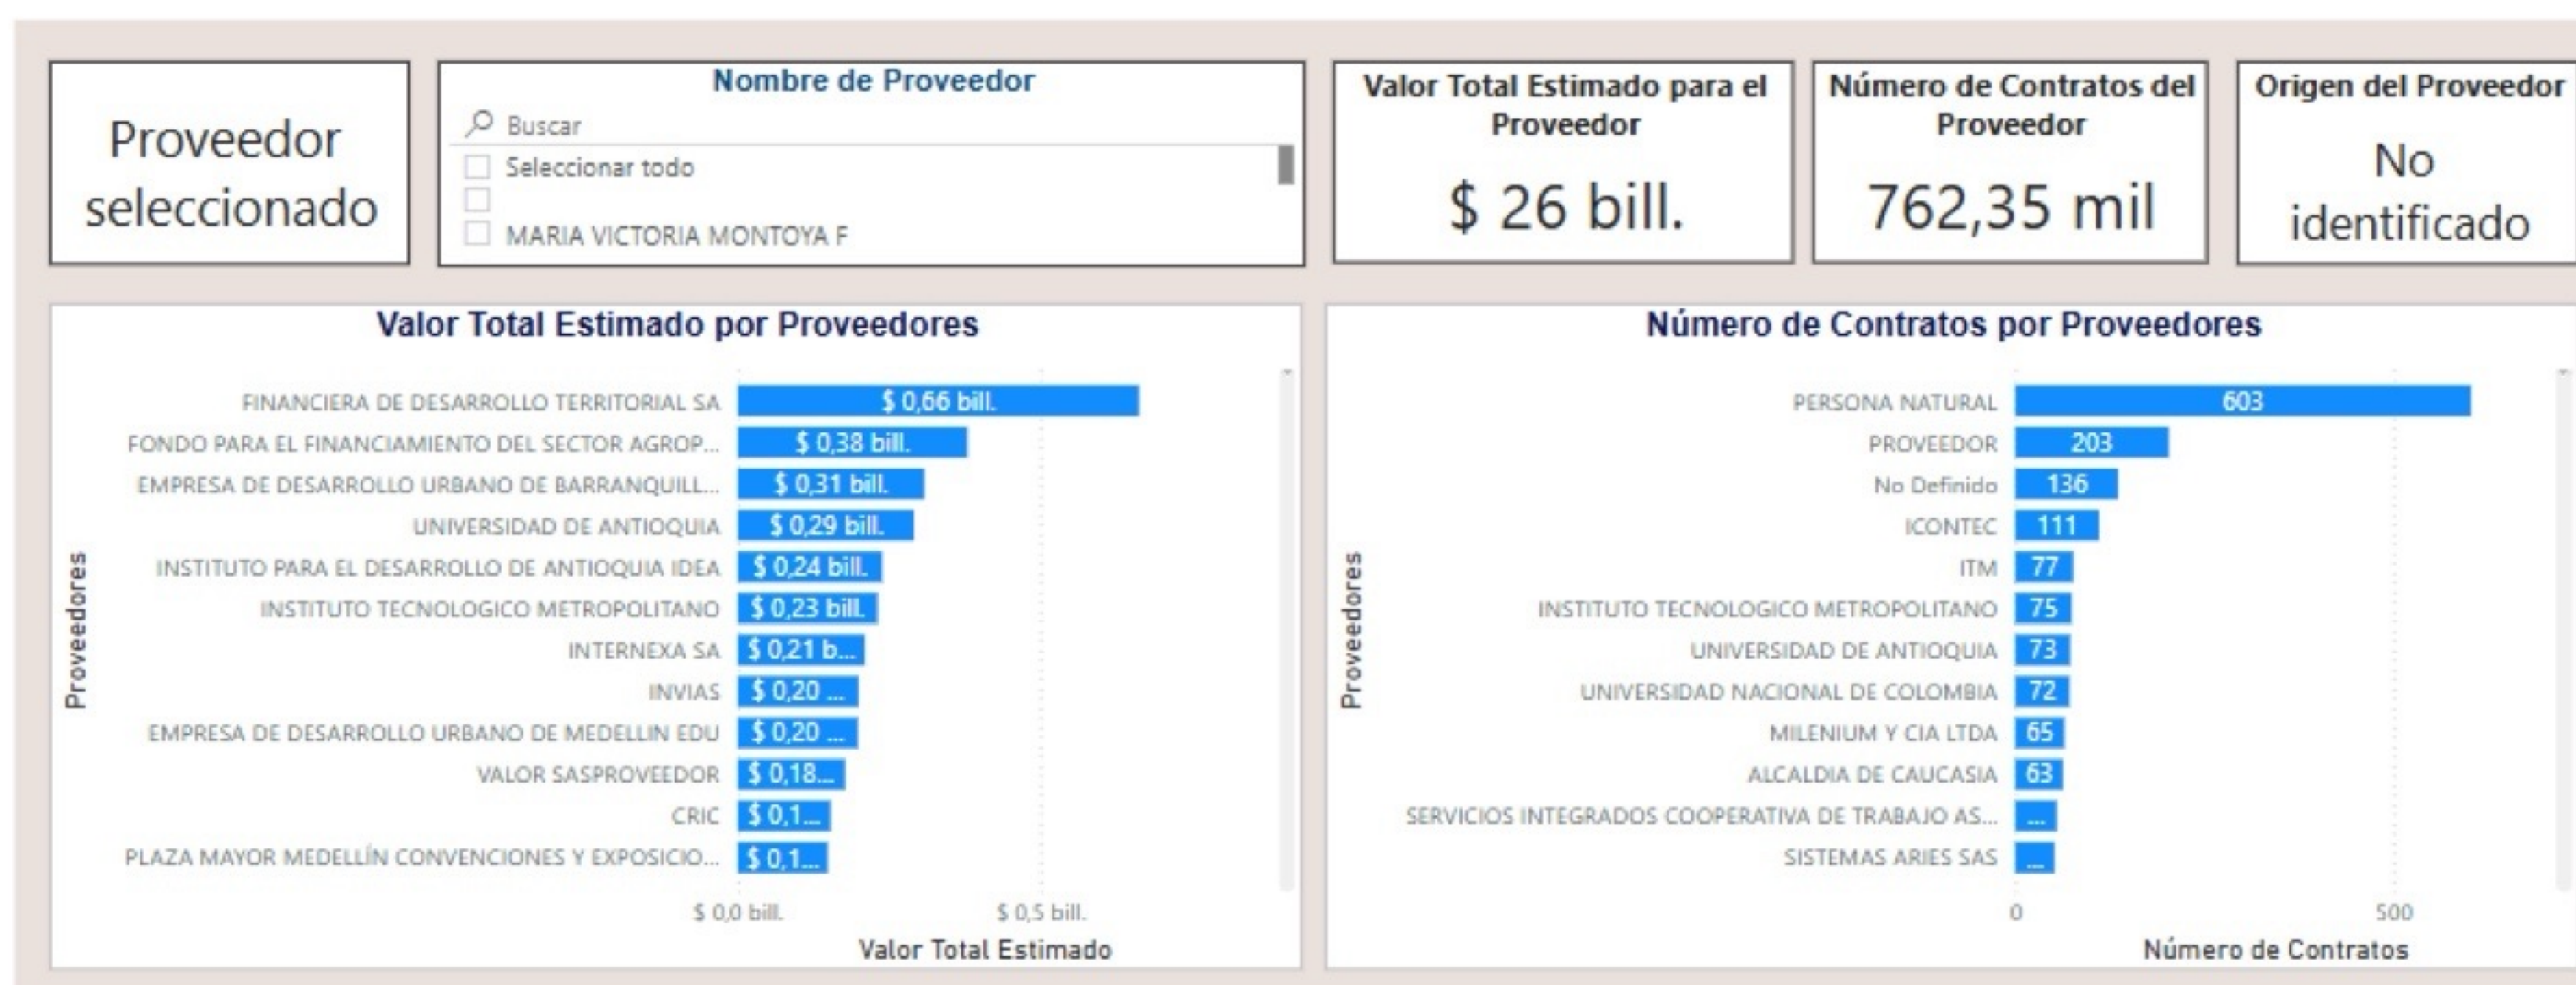 Proveedor
seleccionado
Nombre de Proveedor
Buscar
Seleccionar todo
MARIA VICTORIA MONTOYA F
Valor Total Estimado para el
Proveedor
$ 26 bill.
Número de Contratos del
Proveedor
762,35 mil
Origen del Proveedor
No
identificado
Valor Total Estimado por Proveedores
Proveedores
FINANCIERA DE DESARROLLO TERRITORIAL SA $ 0,66 bill.
FONDO PARA EL FINANCIAMIENTO DEL SECTOR AGROP... $ 0,38 bill.
EMPRESA DE DESARROLLO URBANO DE BARRANQUILL... $ 0,31 bill.
UNIVERSIDAD DE ANTIOQUIA $ 0,29 bill.
INSTITUTO PARA EL DESARROLLO DE ANTIOQUIA IDEA $ 0,24 bill.
INSTITUTO TECNOLOGICO METROPOLITANO $ 0,23 bill.
INTERNEXA SA $ 0,21 b...
INVIAS $ 0,20 ...
EMPRESA DE DESARROLLO URBANO DE MEDELLIN EDU $ 0,20 ...
VALOR SASPROVEEDOR $ 0,18...
CRIC $ 0,1...
PLAZA MAYOR MEDELLÍN CONVENCIONES Y EXPOSICIO... $ 0,1...
$ 0,0 bill. $ 0,5 bill.
Valor Total Estimado
Número de Contratos por Proveedores
Proveedores
PERSONA NATURAL 603
PROVEEDOR 203
No Definido 136
ICONTEC 111
ITM 77
INSTITUTO TECNOLOGICO METROPOLITANO 75
UNIVERSIDAD DE ANTIOQUIA 73
UNIVERSIDAD NACIONAL DE COLOMBIA 72
MILENIUM Y CIA LTDA 65
ALCALDIA DE CAUCASIA 63
SERVICIOS INTEGRADOS COOPERATIVA DE TRABAJO AS... ...
SISTEMAS ARIES SAS ...
0 500
Número de Contratos